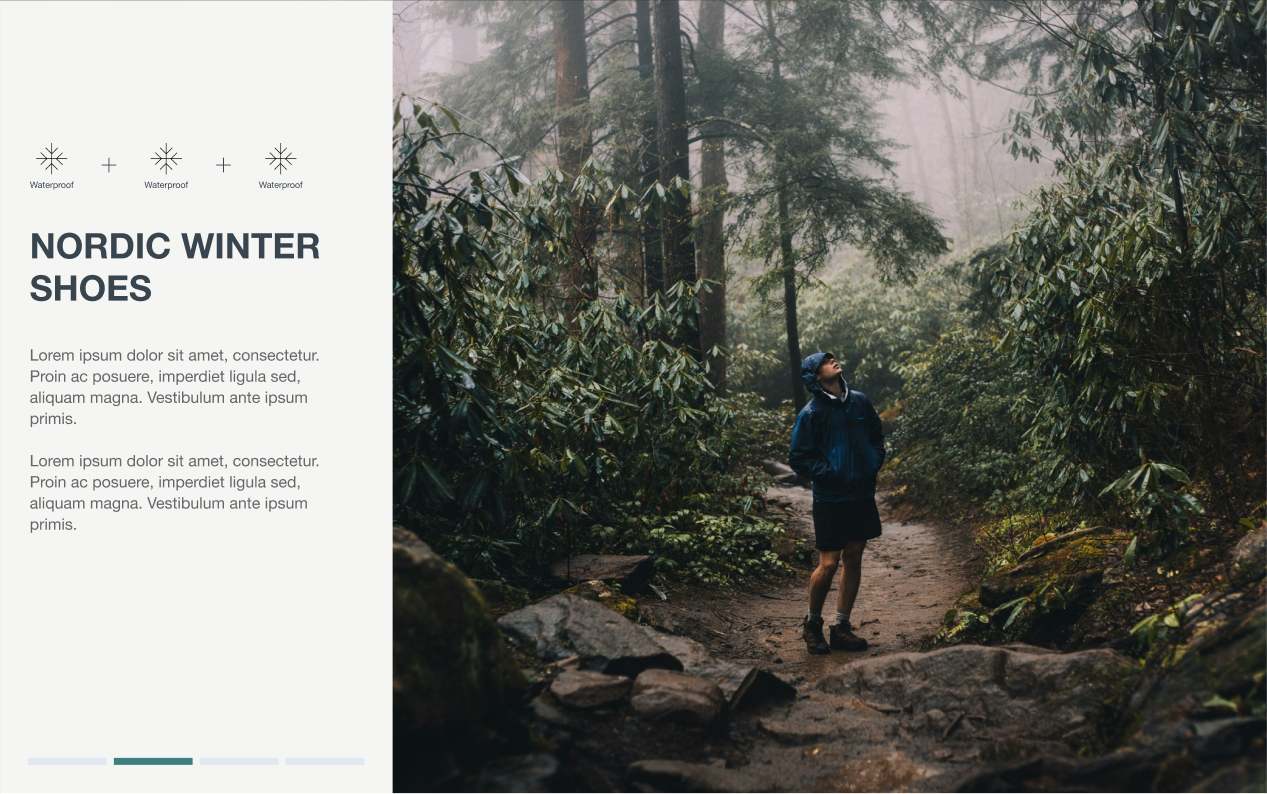 Waterproof + Waterproof + Waterproof
NORDIC WINTER
SHOES
Lorem ipsum dolor sit amet, consectetur.
Proin ac posuere, imperdiet ligula sed,
aliquam magna. Vestibulum ante ipsum
primis.
Lorem ipsum dolor sit amet, consectetur.
Proin ac posuere, imperdiet ligula sed,
aliquam magna. Vestibulum ante ipsum
primis.